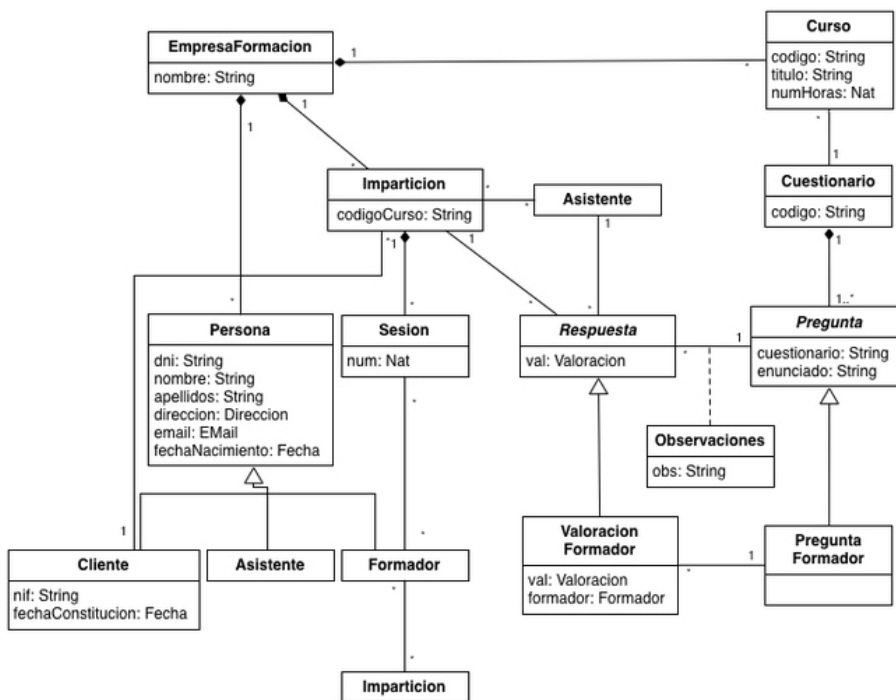 EmpresaFormacion
nombre: String
1
1
1
*
Curso
codigo: String
titulo: String
numHoras: Nat
*
1
Cuestionario
codigo: String
1
1..*
*
Imparticion
codigoCurso: String
*
*
Asistente
1
*
1
*
1
*
*
*
Persona
dni: String
nombre: String
apellidos: String
direccion: Direccion
email: EMail
fechaNacimiento: Fecha
Sesion
num: Nat
*
*
Respuesta
val: Valoracion
*
1
Pregunta
cuestionario: String
enunciado: String
Observaciones
obs: String
1
Cliente
nif: String
fechaConstitucion: Fecha
Asistente
Formador
*
*
Imparticion
Valoracion
Formador
val: Valoracion
formador: Formador
*
1
Pregunta
Formador